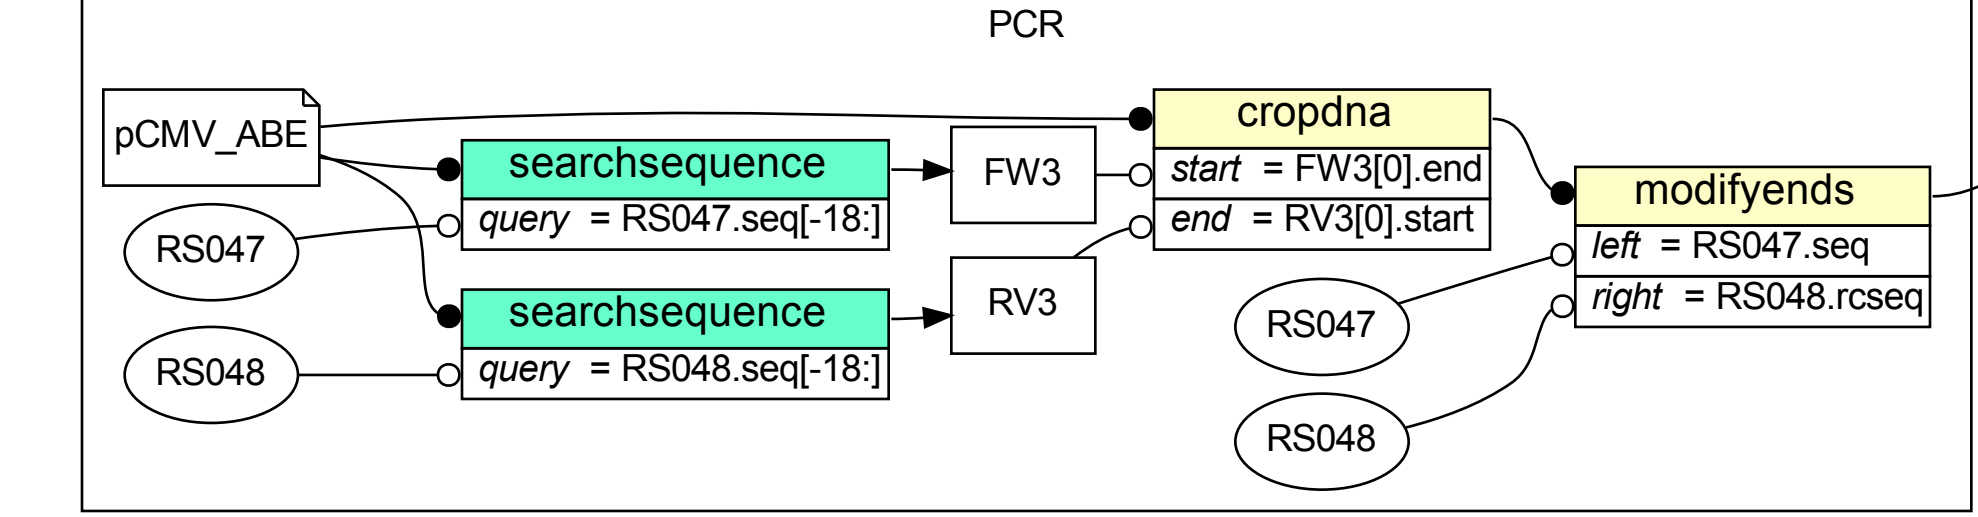 PCR
pCMV_ABE
RS047
RS048
searchsequence
query = RS047.seq[-18:]
searchsequence
query = RS048.seq[-18:]
FW3
RV3
cropdna
start = FW3[0].end
end = RV3[0].start
RS047
RS048
modifyends
left = RS047.seq
right = RS048.rcseq